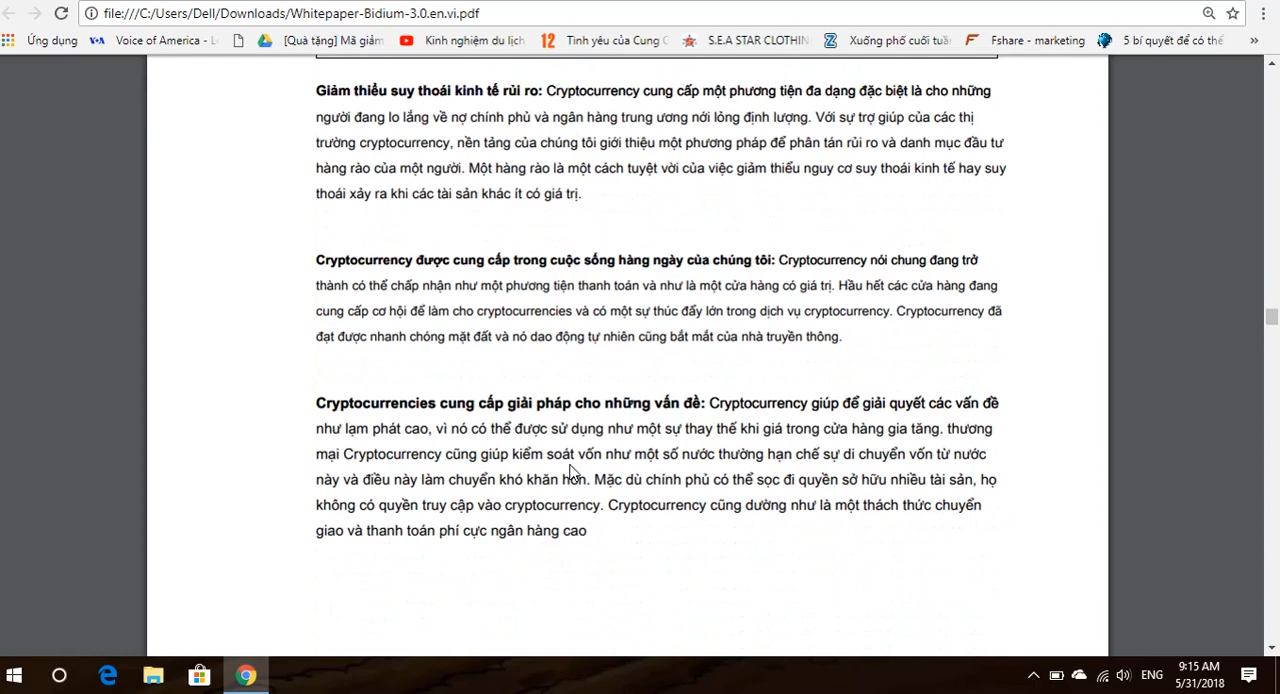 file:///C:/Users/Dell/Downloads/Whitepaper-Bidium-3.0.en.vi.pdf
Ứng dụng Voice of America - L [Quà tặng] Mã giảm Kinh nghiệm du lịch Tình yêu của Cung S.E.A STAR CLOTHIN Xuống phố cuối tuầ Fshare - marketing 5 bí quyết để có thể »
Giảm thiểu suy thoái kinh tế rủi ro: Cryptocurrency cung cấp một phương tiện đa dạng đặc biệt là cho những
người đang lo lắng về nợ chính phủ và ngân hàng trung ương nới lỏng định lượng. Với sự trợ giúp của các thị
trường cryptocurrency, nền tảng của chúng tôi giới thiệu một phương pháp để phân tán rủi ro và danh mục đầu tư
hàng rào của một người. Một hàng rào là một cách tuyệt vời của việc giảm thiểu nguy cơ suy thoái kinh tế hay suy
thoái xảy ra khi các tài sản khác ít có giá trị.
Cryptocurrency được cung cấp trong cuộc sống hàng ngày của chúng tôi: Cryptocurrency nói chung đang trở
thành có thể chấp nhận như một phương tiện thanh toán và như là một cửa hàng có giá trị. Hầu hết các cửa hàng đang
cung cấp cơ hội để làm cho cryptocurrencies và có một sự thúc đẩy lớn trong dịch vụ cryptocurrency. Cryptocurrency đã
đạt được nhanh chóng mặt đất và nó dao động tự nhiên cũng bắt mắt của nhà truyền thông.
Cryptocurrencies cung cấp giải pháp cho những vấn đề: Cryptocurrency giúp để giải quyết các vấn đề
như lạm phát cao, vì nó có thể được sử dụng như một sự thay thế khi giá trong cửa hàng gia tăng. thương
mại Cryptocurrency cũng giúp kiểm soát vốn như một số nước thường hạn chế sự di chuyển vốn từ nước
này và điều này làm chuyển khó khăn hơn. Mặc dù chính phủ có thể sọc đi quyền sở hữu nhiều tài sản, họ
không có quyền truy cập vào cryptocurrency. Cryptocurrency cũng dường như là một thách thức chuyển
giao và thanh toán phí cực ngân hàng cao
ENG
9:15 AM
5/31/2018